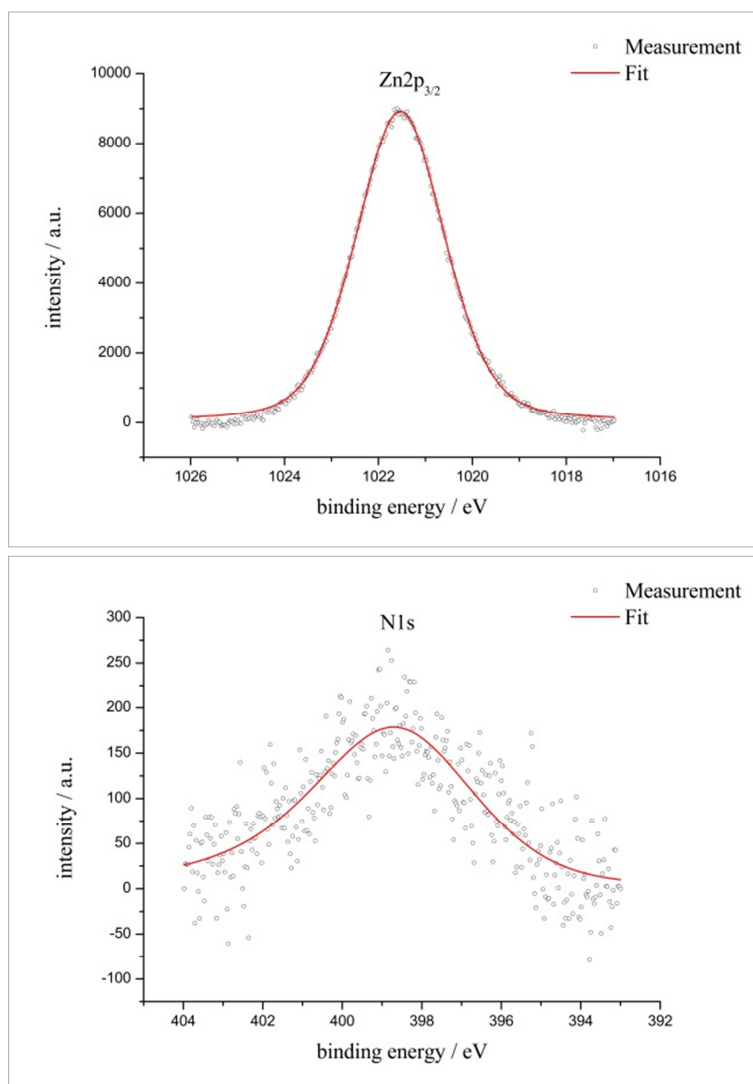 Measurement
Fit
Zn2p3/2
10000
8000
6000
4000
2000
0
intensity / a.u.
1026 1024 1022 1020 1018 1016
binding energy / eV
Measurement
Fit
N1s
300
250
200
150
100
50
0
-50
-100
intensity / a.u.
404 402 400 398 396 394 392
binding energy / eV